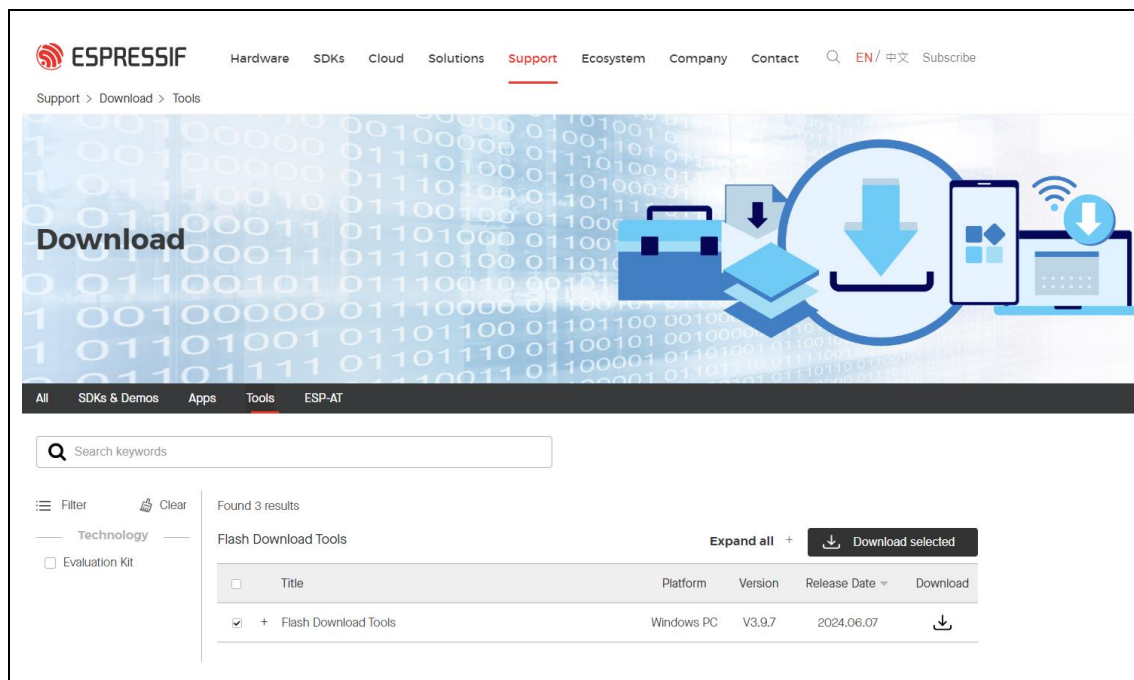 ESPRESSIF
Hardware SDKs Cloud Solutions Support Ecosystem Company Contact EN / 中文 Subscribe
Support > Download > Tools
Download
All SDKs & Demos Apps Tools ESP-AT
Search keywords
Filter Clear
Technology
Evaluation Kit
Found 3 results
Flash Download Tools Expand all + Download selected
Title Platform Version Release Date Download
+ Flash Download Tools Windows PC V3.9.7 2024.06.07